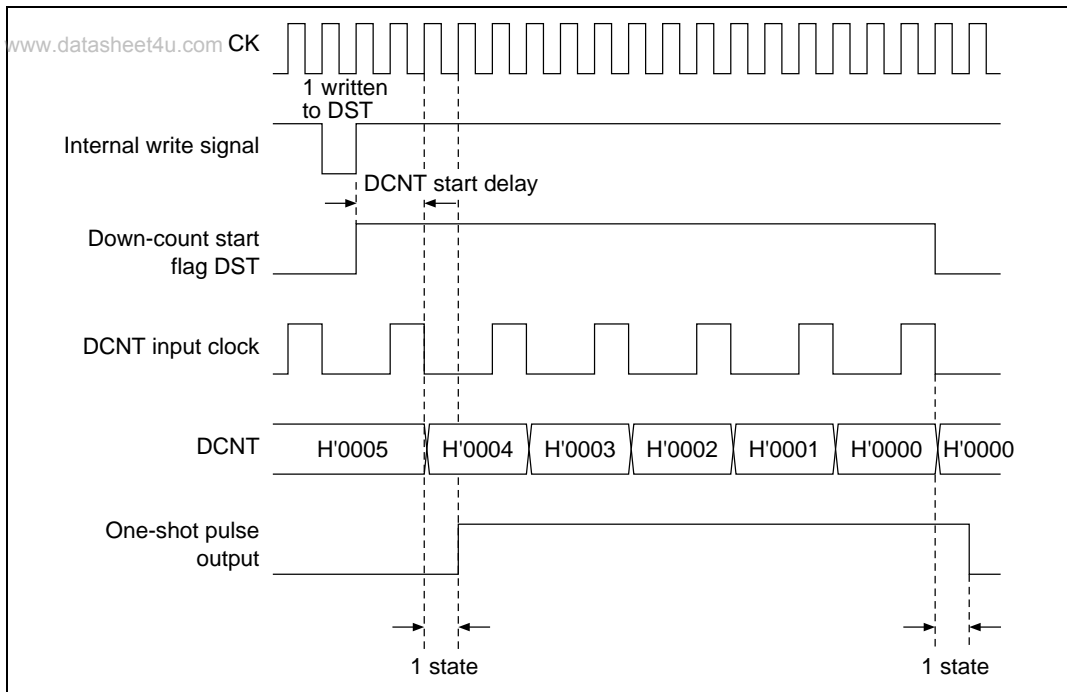 www.datasheet4u.com CK
1 written
to DST
Internal write signal
DCNT start delay
Down-count start
flag DST
DCNT input clock
DCNT H'0005 H'0004 H'0003 H'0002 H'0001 H'0000 H'0000
One-shot pulse
output
1 state 1 state